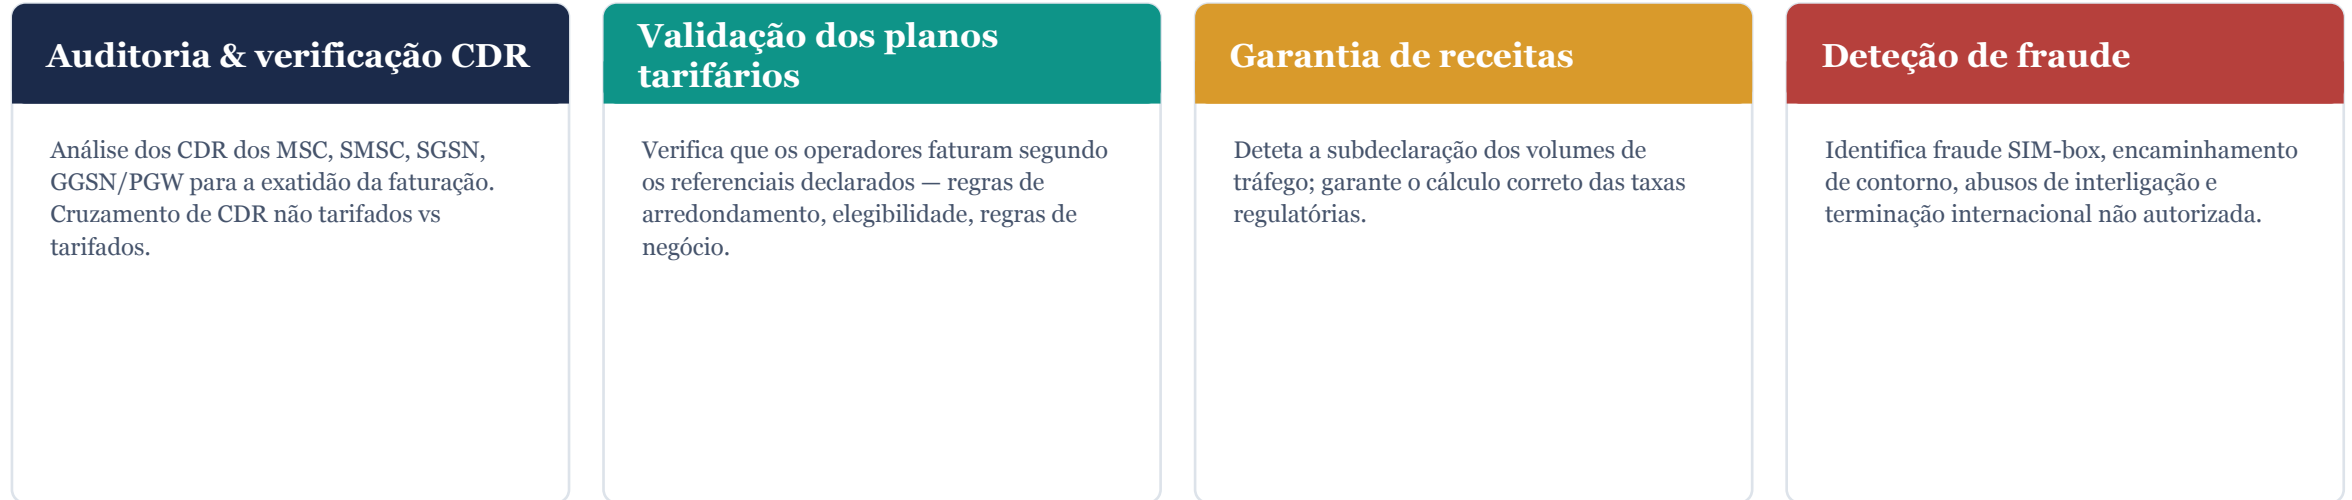 Auditoria & verificação CDR
Análise dos CDR dos MSC, SMSC, SGSN,
GGSN/PGW para a exatidão da faturação.
Cruzamento de CDR não tarifados vs
tarifados.
Validação dos planos
tarifários
Verifica que os operadores faturam segundo
os referenciais declarados — regras de
arredondamento, elegibilidade, regras de
negócio.
Garantia de receitas
Deteta a subdeclaração dos volumes de
tráfego; garante o cálculo correto das taxas
regulatórias.
Deteção de fraude
Identifica fraude SIM-box, encaminhamento
de contorno, abusos de interligação e
terminação internacional não autorizada.